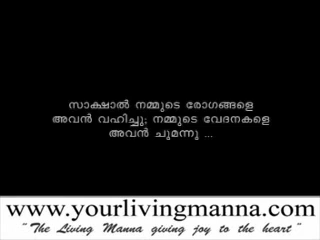 സാക്ഷാൽ നമ്മുടെ രോഗങ്ങളെ
അവൻ വഹിച്ചു; നമ്മുടെ വേദനകളെ
അവൻ ചുമന്നു ...
www.yourlivingmanna.com
"The Living Manna giving joy to the heart"